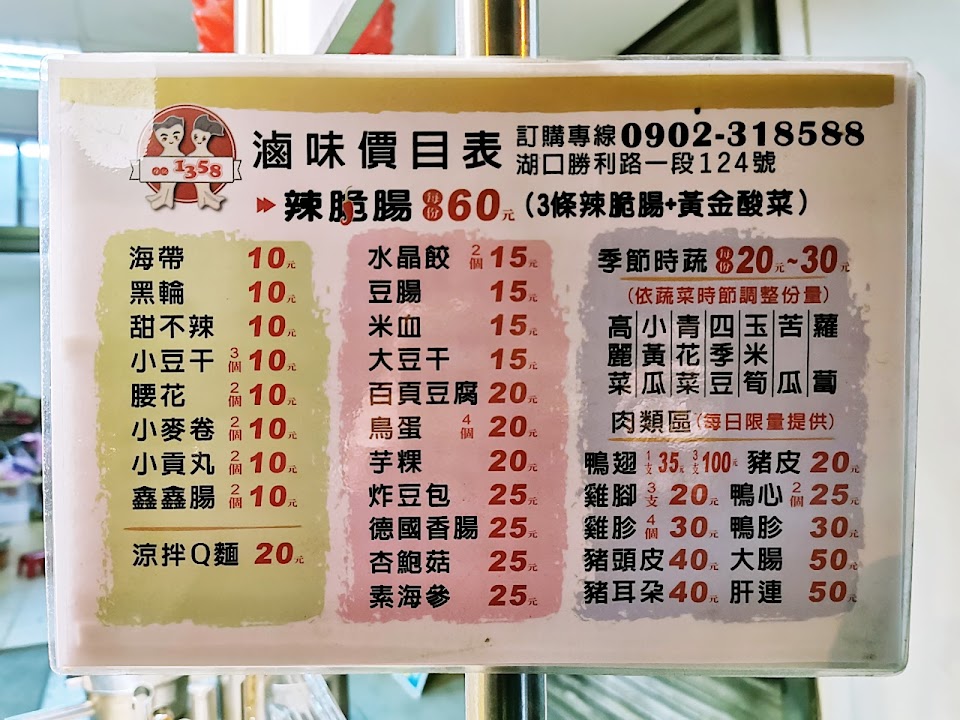 1358
滷味價目表
訂購專線0902-318588
湖口勝利路一段124號
辣脆腸 每份60元 (3條辣脆腸+黃金酸菜)
海帶 10元
黑輪 10元
甜不辣 10元
小豆干 3個 10元
腰花 2個 10元
小麥卷 2個 10元
小貢丸 2個 10元
鑫鑫腸 2個 10元
涼拌Q麵 20元
水晶餃 2個 15元
豆腸 15元
米血 15元
大豆干 15元
百頁豆腐 20元
鳥蛋 4個 20元
芋粿 20元
炸豆包 25元
德國香腸 25元
杏鮑菇 25元
素海參 25元
季節時蔬 每份20元~30元
(依蔬菜時節調整份量)
高麗菜
小黃瓜
青花菜
四季豆
玉米筍
苦瓜
蘿蔔
肉類區(每日限量提供)
鴨翅 1支35元 3支100元 豬皮 20元
雞腳 3支 20元 鴨心 2個 25元
雞胗 4個 30元 鴨胗 30元
豬頭皮 40元 大腸 50元
豬耳朵 40元 肝連 50元